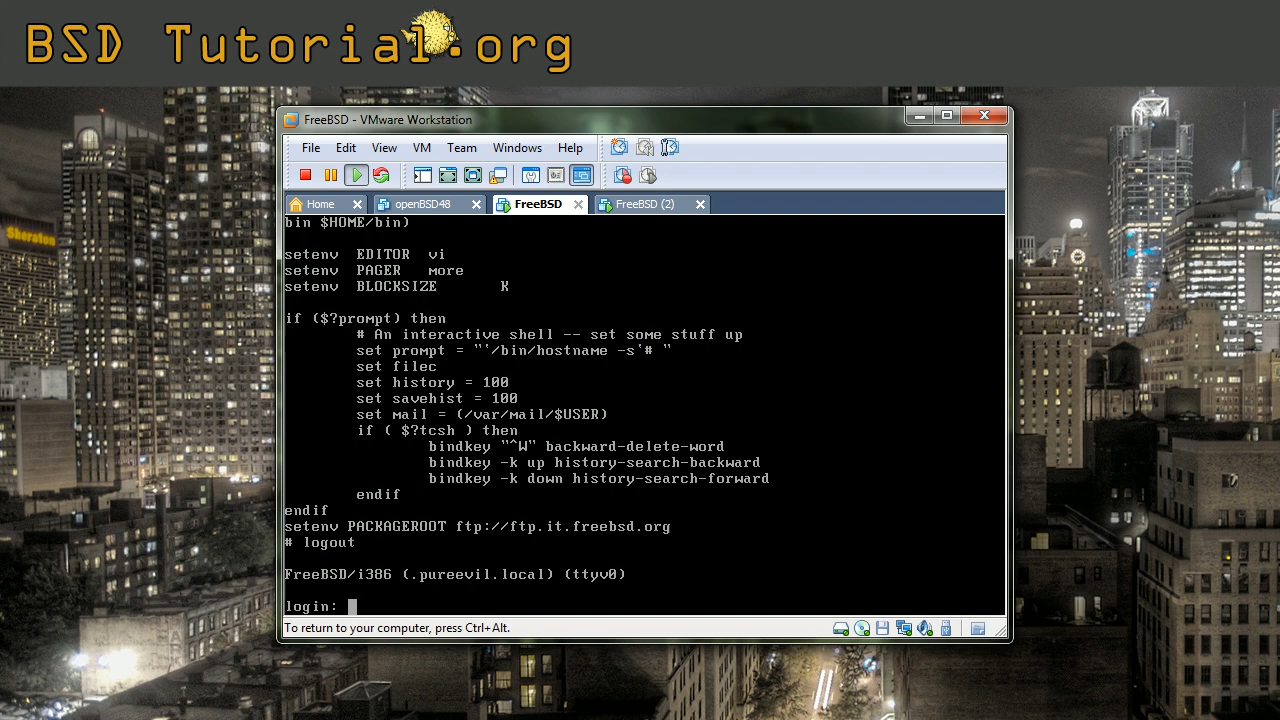 BSD Tutorial.org
Sheraton
FreeBSD - VMware Workstation
File Edit View VM Team Windows Help
Home openBSD48 FreeBSD FreeBSD (2)
bin $HOME/bin)
setenv EDITOR vi
setenv PAGER more
setenv BLOCKSIZE K
if ($?prompt) then
# An interactive shell -- set some stuff up
set prompt = "`/bin/hostname -s`# "
set filec
set history = 100
set savehist = 100
set mail = (/var/mail/$USER)
if ( $?tcsh ) then
bindkey "^W" backward-delete-word
bindkey -k up history-search-backward
bindkey -k down history-search-forward
endif
endif
setenv PACKAGEROOT ftp://ftp.it.freebsd.org
# logout
FreeBSD/i386 (.pureevil.local) (ttyv0)
login:
To return to your computer, press Ctrl+Alt.